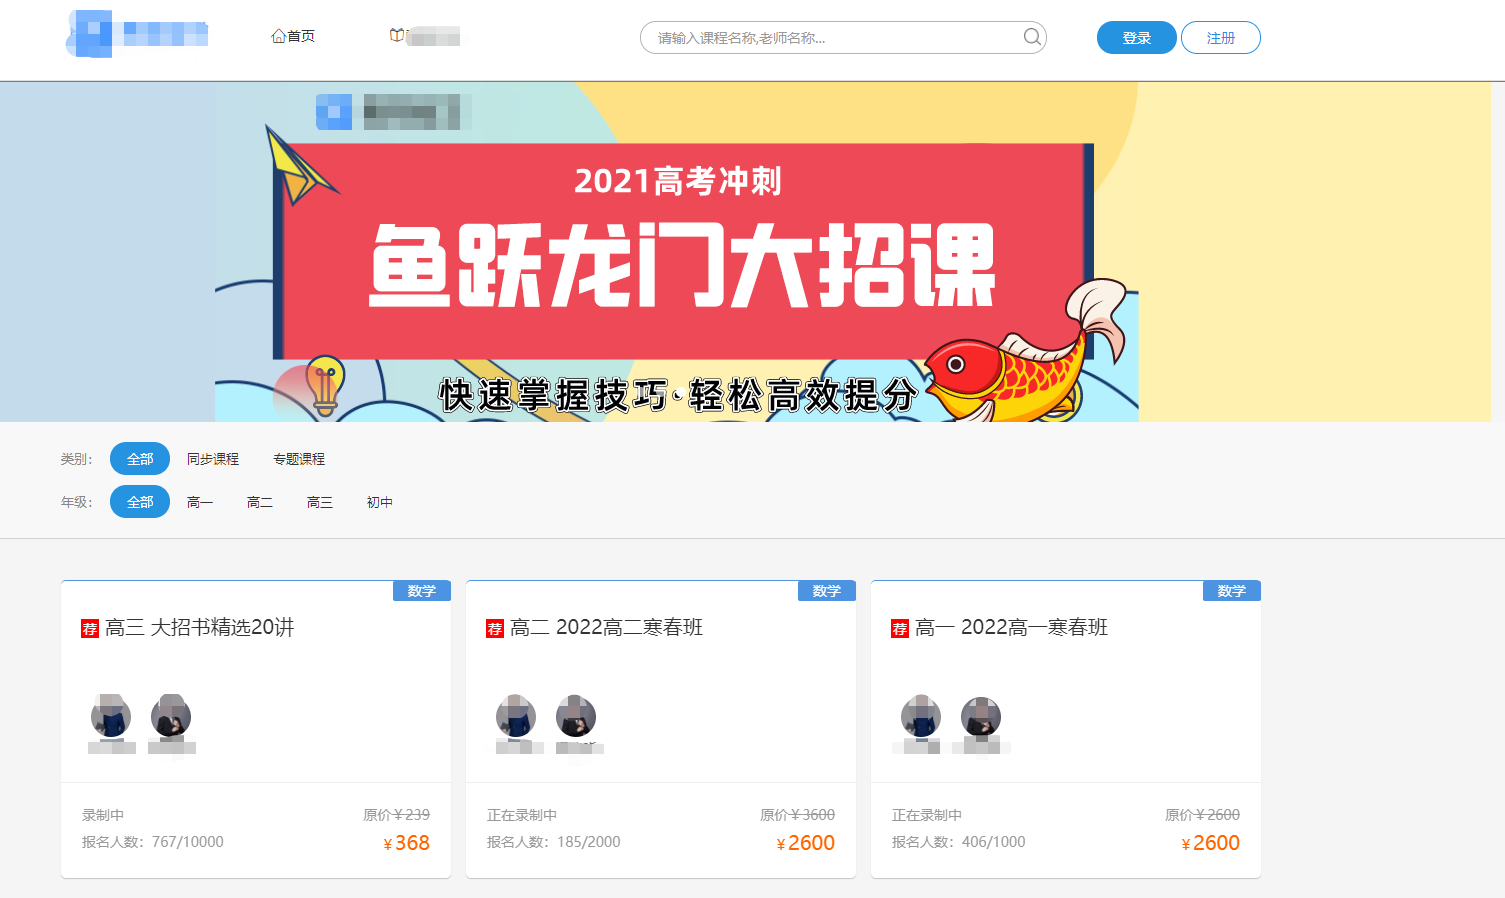 首页
请输入课程名称,老师名称...
登录
注册
2021高考冲刺
鱼跃龙门大招课
快速掌握技巧·轻松高效提分
类别： 全部 同步课程 专题课程
年级： 全部 高一 高二 高三 初中
数学
荐 高三 大招书精选20讲
录制中 原价￥239
报名人数：767/10000 ￥368
数学
荐 高二 2022高二寒春班
正在录制中 原价￥3600
报名人数：185/2000 ￥2600
数学
荐 高一 2022高一寒春班
正在录制中 原价￥2600
报名人数：406/1000 ￥2600